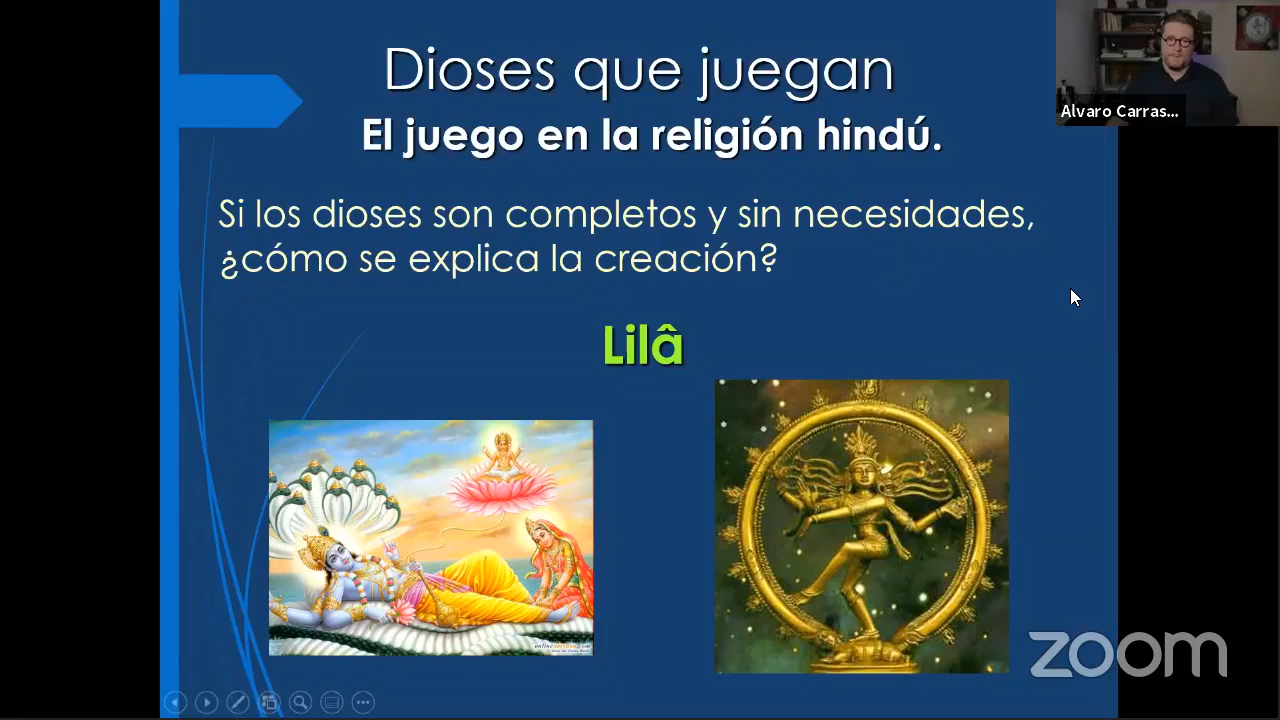 Dioses que juegan
El juego en la religión hindú.
Si los dioses son completos y sin necesidades,
¿cómo se explica la creación?
Lilâ
Alvaro Carras...
zoom